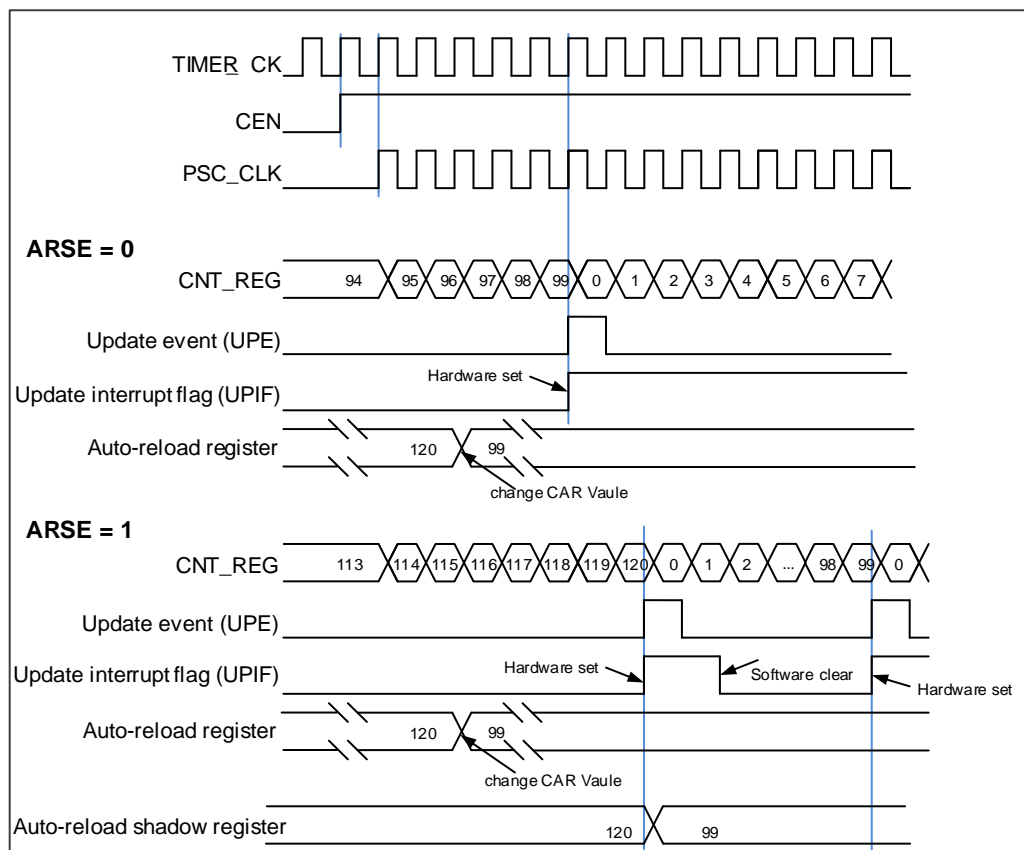 TIMER_CK
CEN
PSC_CLK
ARSE = 0
CNT_REG 94 95 96 97 98 99 0 1 2 3 4 5 6 7
Update event (UPE)
Hardware set
Update interrupt flag (UPIF)
Auto-reload register 120 99
change CAR Vaule
ARSE = 1
CNT_REG 113 114 115 116 117 118 119 120 0 1 2 ... 98 99 0
Update event (UPE)
Update interrupt flag (UPIF) Hardware set Software clear Hardware set
Auto-reload register 120 99
change CAR Vaule
Auto-reload shadow register 120 99